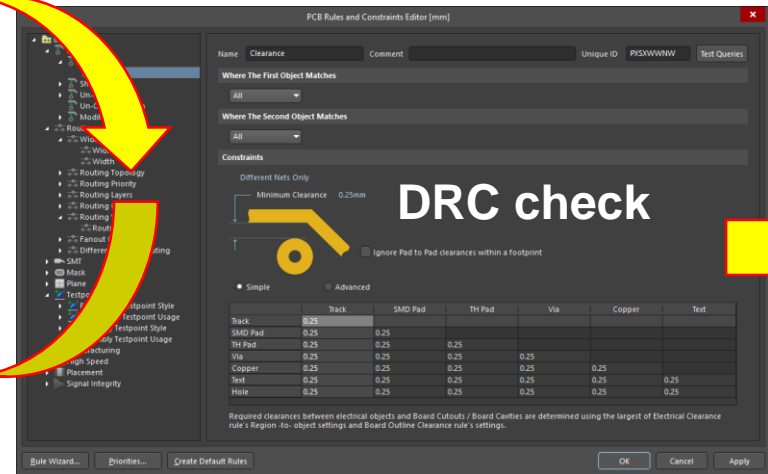 PCB Rules and Constraints Editor [mm]
Name Clearance Comment Unique ID PXSXWWNW Test Queries
Where The First Object Matches
All
Where The Second Object Matches
All
Constraints
Different Nets Only
Minimum Clearance 0.25mm
DRC check
Ignore Pad to Pad clearances within a footprint
Simple Advanced
Track SMD Pad TH Pad Via Copper Text
Track 0.25
SMD Pad 0.25 0.25
TH Pad 0.25 0.25 0.25
Via 0.25 0.25 0.25 0.25
Copper 0.25 0.25 0.25 0.25 0.25
Text 0.25 0.25 0.25 0.25 0.25 0.25
Hole 0.25 0.25 0.25 0.25 0.25 0.25
Required clearances between electrical objects and Board Cutouts / Board Cavities are determined using the largest of Electrical Clearance
rule's Region -to- object settings and Board Outline Clearance rule's settings.
Width
Routing Topology
Routing Priority
Routing Layers
Routing
Routing
Fanout
SMT
Mask
Plane
Testpoint Style
Testpoint Usage
Testpoint Style
Testpoint Usage
High Speed
Placement
Signal Integrity
Rule Wizard... Priorities... Create Default Rules OK Cancel Apply